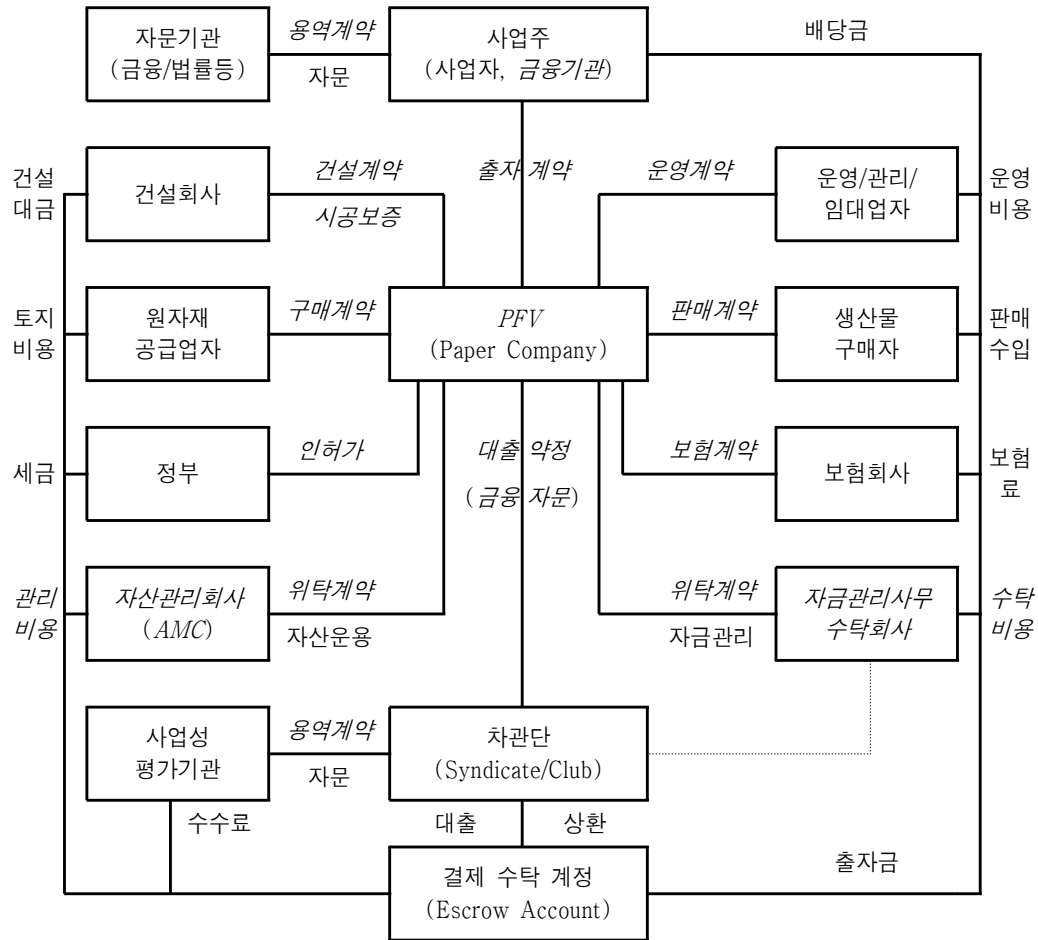 자문기관
(금융/법률등)
용역계약
자문
사업주
(사업자, 금융기관)
배당금
건설
대금
건설회사
건설계약
시공보증
출자 계약
운영계약
운영/관리/
임대업자
운영
비용
토지
비용
원자재
공급업자
구매계약
PFV
(Paper Company)
판매계약
생산물
구매자
판매
수입
세금
정부
인허가
대출 약정
(금융 자문)
보험계약
보험회사
보험
료
관리
비용
자산관리회사
(AMC)
위탁계약
자산운용
위탁계약
자금관리
자금관리사무
수탁회사
수탁
비용
사업성
평가기관
용역계약
자문
차관단
(Syndicate/Club)
수수료
대출
상환
결제 수탁 계정
(Escrow Account)
출자금